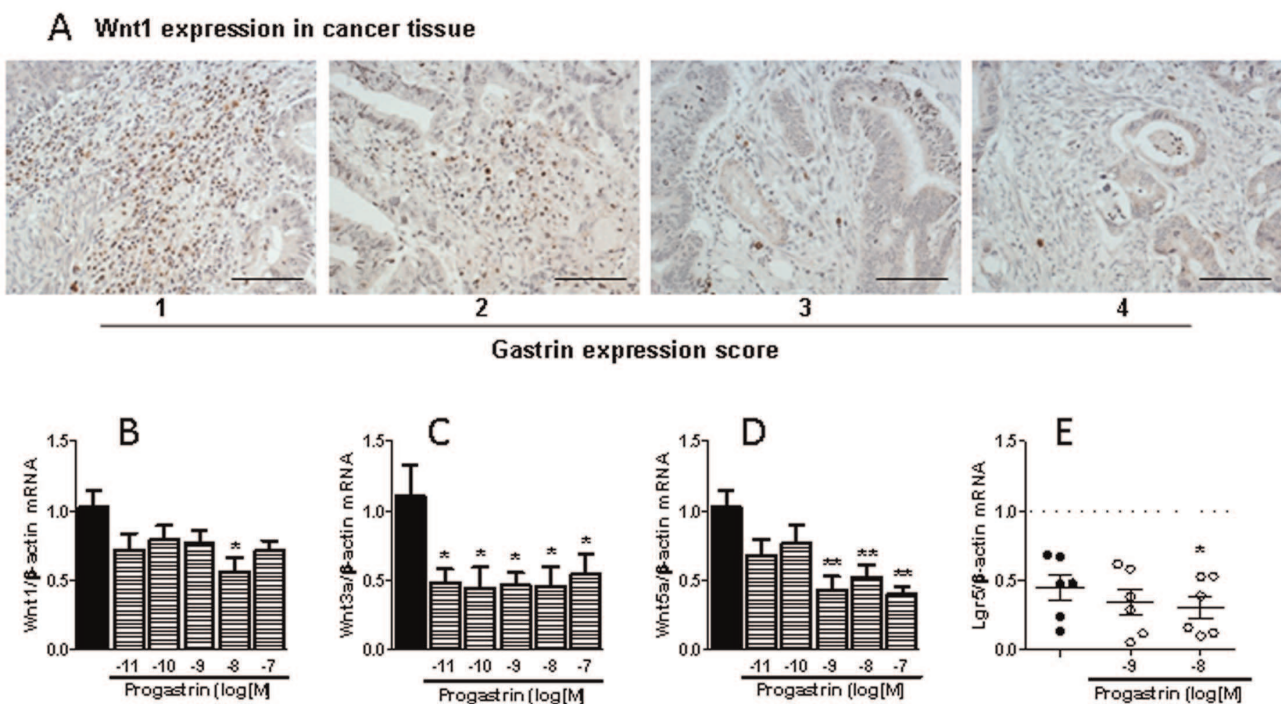 A Wnt1 expression in cancer tissue
1 2 3 4
Gastrin expression score
B
Wnt1/β-actin mRNA
1.5
1.0
0.5
0.0
*
-11 -10 -9 -8 -7
Progastrin (log[M]
C
Wnt3a/β-actin mRNA
1.5
1.0
0.5
0.0
* * * * *
-11 -10 -9 -8 -7
Progastrin (log[M]
D
Wnt5a/β-actin mRNA
1.5
1.0
0.5
0.0
** ** **
-11 -10 -9 -8 -7
Progastrin (log[M]
E
Lgr5/β-actin mRNA
1.5
1.0
0.5
0.0
*
-9 -8
Progastrin (log[M]